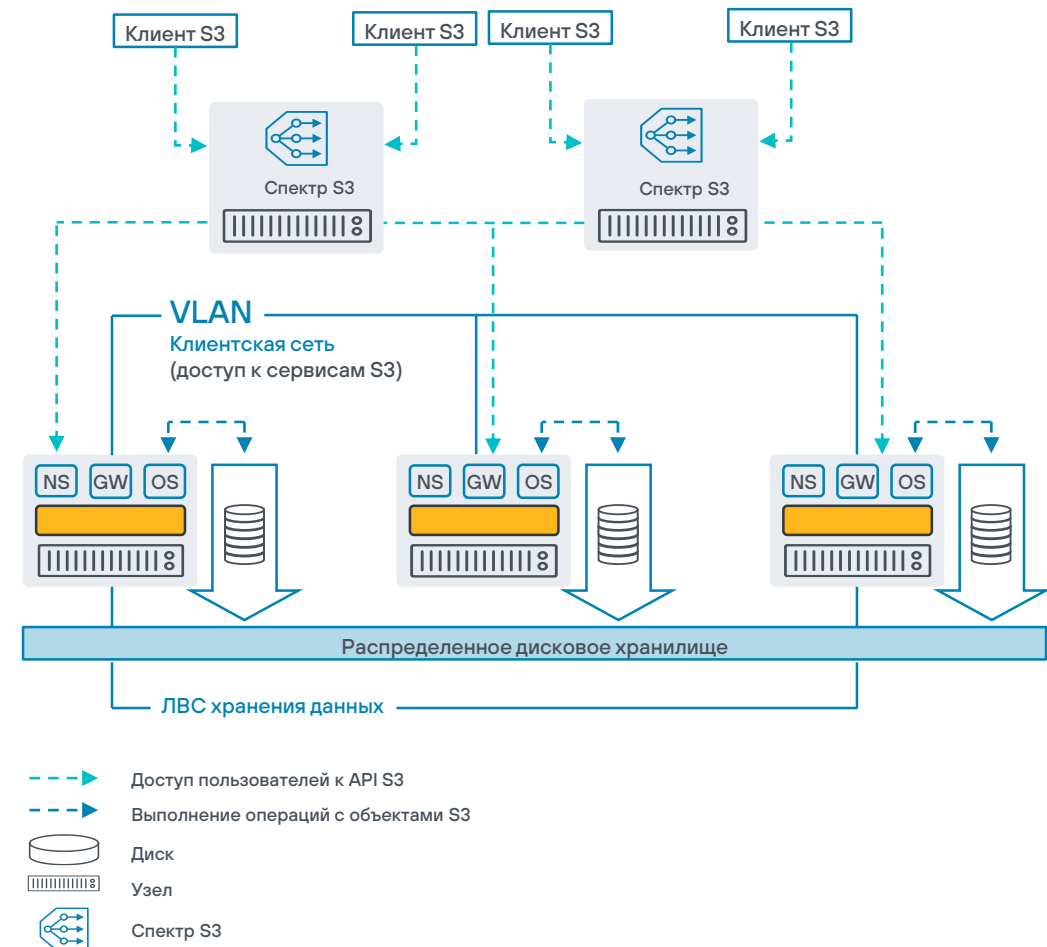 Клиент S3
Клиент S3
Клиент S3
Клиент S3
Спектр S3
Спектр S3
VLAN
Клиентская сеть
(доступ к сервисам S3)
NS GW OS
NS GW OS
NS GW OS
Распределенное дисковое хранилище
ЛВС хранения данных
Доступ пользователей к API S3
Выполнение операций с объектами S3
Диск
Узел
Спектр S3